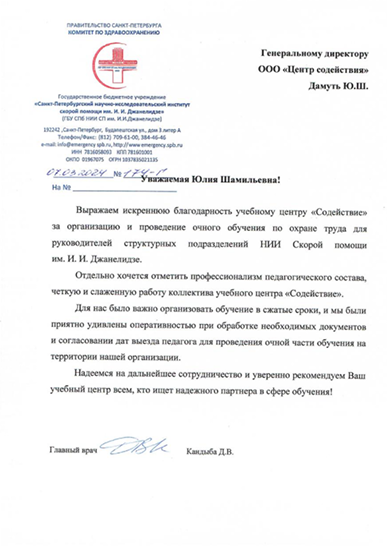 ПРАВИТЕЛЬСТВО САНКТ-ПЕТЕРБУРГА
КОМИТЕТ ПО ЗДРАВООХРАНЕНИЮ
Государственное бюджетное учреждение
«Санкт-Петербургский научно-исследовательский институт
скорой помощи им. И. И. Джанелидзе»
(ГБУ СПб НИИ СП им. И.И.Джанелидзе)
192242 ,Санкт-Петербург, Будапештская ул., дом 3 литер А
Телефон/Факс: (812) 709-61-00, 384-46-46
e-mail: info@emergency.spb.ru, http://www.emergency.spb.ru
ИНН 7816058093 КПП 781601001
ОКПО 01967075 ОГРН 1037835021135
07.03.2024 № 174-Г
На №
Генеральному директору
ООО «Центр содействия»
Дамуть Ю.Ш.
Уважаемая Юлия Шамильевна!
Выражаем искреннюю благодарность учебному центру «Содействие»
за организацию и проведение очного обучения по охране труда для
руководителей структурных подразделений НИИ Скорой помощи
им. И. И. Джанелидзе.
Отдельно хочется отметить профессионализм педагогического состава,
четкую и слаженную работу коллектива учебного центра «Содействие».
Для нас было важно организовать обучение в сжатые сроки, и мы были
приятно удивлены оперативностью при обработке необходимых документов
и согласовании дат выезда педагога для проведения очной части обучения на
территории нашей организации.
Надеемся на дальнейшее сотрудничество и уверенно рекомендуем Ваш
учебный центр всем, кто ищет надежного партнера в сфере обучения!
Главный врач Кандыба Д.В.